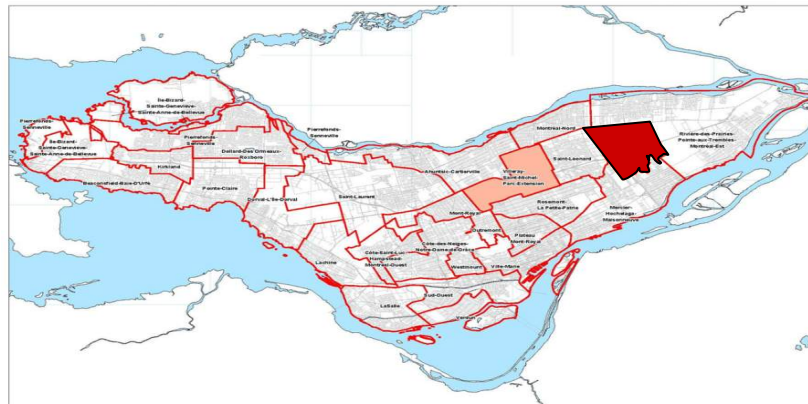 Île-Bizard-
Sainte-Geneviève-
Sainte-Anne-de-Bellevue
Pierrefonds-
Senneville
Île-Bizard-
Sainte-Geneviève-
Sainte-Anne-de-Bellevue
Pierrefonds-
Senneville
Pierrefonds-
Senneville
Dollard-Des Ormeaux-
Roxboro
Kirkland
Beaconsfield-Baie-D'Urfé
Pointe-Claire
Dorval-L'Île-Dorval
Saint-Laurent
Ahuntsic-Cartierville
Montréal-Nord
Villeray-
Saint-Michel-
Parc-Extension
Saint-Léonard
Rivière-des-Prairies-
Pointe-aux-Trembles-
Montréal-Est
Mont-Royal
Rosemont-
La Petite-Patrie
Mercier-
Hochelaga-
Maisonneuve
Outremont
Plateau
Mont-Royal
Côte-des-Neiges-
Notre-Dame-de-Grâce
Côte-Saint-Luc
Hampstead-
Montréal-Ouest
Westmount
Ville-Marie
Lachine
Sud-Ouest
LaSalle
Verdun